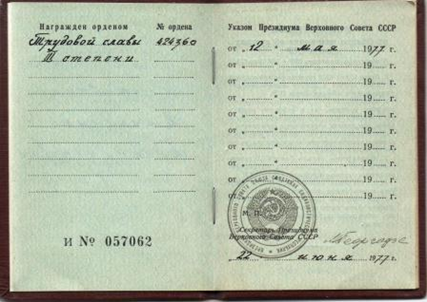 Награжден орденом
№ ордена
Трудовой славы
424360
III степени
И № 057062
Указом Президиума Верховного Совета СССР
от „ 12 “ мая 1977 г.
от „ “ 19 г.
от „ “ 19 г.
от „ “ 19 г.
от „ “ 19 г.
от „ “ 19 г.
от „ “ 19 г.
от „ “ 19 г.
от „ “ 19 г.
М. П.
Секретарь Президиума
Верховного Совета СССР
22 июня 1977 г.